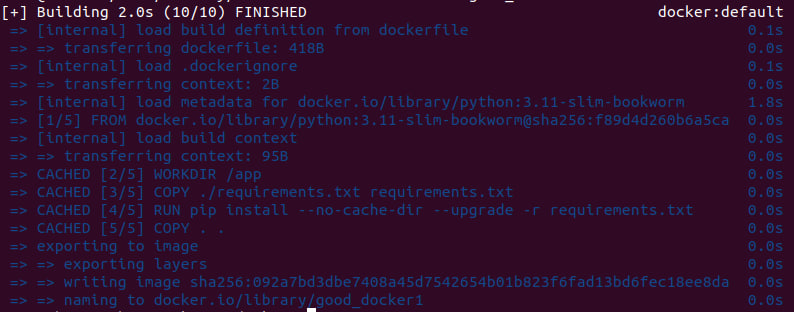 [+] Building 2.0s (10/10) FINISHED docker:default
=> [internal] load build definition from dockerfile 0.1s
=> => transferring dockerfile: 418B 0.0s
=> [internal] load .dockerignore 0.1s
=> => transferring context: 2B 0.0s
=> [internal] load metadata for docker.io/library/python:3.11-slim-bookworm 1.8s
=> [1/5] FROM docker.io/library/python:3.11-slim-bookworm@sha256:f89d4d260b6a5ca 0.0s
=> [internal] load build context 0.0s
=> => transferring context: 95B 0.0s
=> CACHED [2/5] WORKDIR /app 0.0s
=> CACHED [3/5] COPY ./requirements.txt requirements.txt 0.0s
=> CACHED [4/5] RUN pip install --no-cache-dir --upgrade -r requirements.txt 0.0s
=> CACHED [5/5] COPY . . 0.0s
=> exporting to image 0.0s
=> => exporting layers 0.0s
=> => writing image sha256:092a7bd3dbe7408a45d7542654b01b823f6fad13bd6fec18ee8da 0.0s
=> => naming to docker.io/library/good_docker1 0.0s